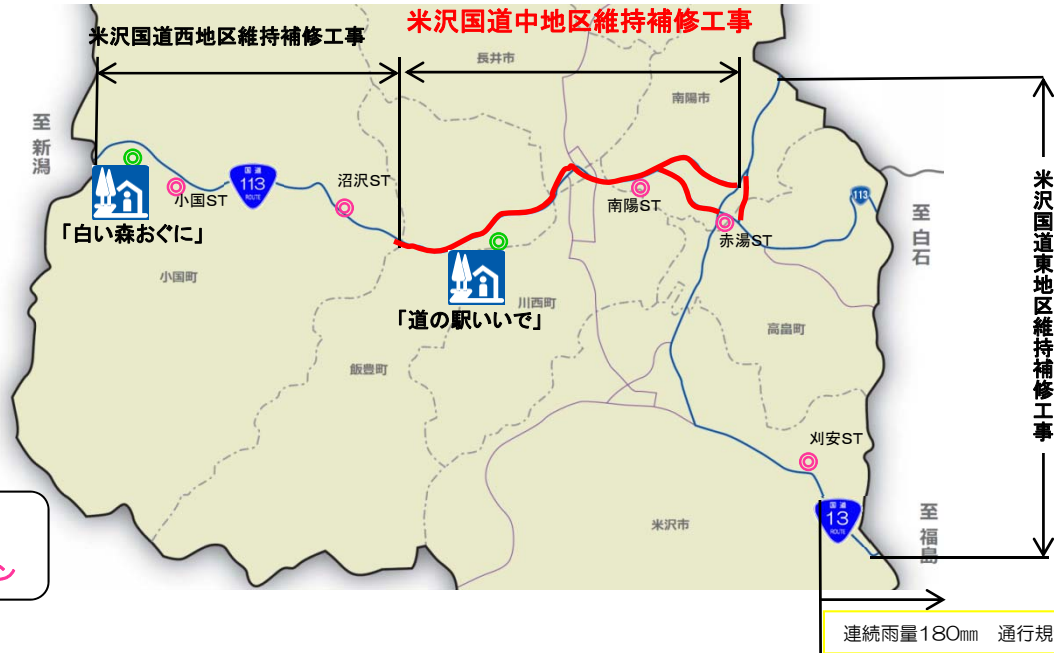 米沢国道西地区維持補修工事
米沢国道中地区維持補修工事
長井市
南陽市
至新潟
国道
113
ROUTE
小国ST
沼沢ST
南陽ST
赤湯ST
113
至白石
「白い森おぐに」
小国町
「道の駅いいで」
川西町
飯豊町
高畠町
米沢国道東地区維持補修工事
刈安ST
米沢市
国道
13
ROUTE
至福島
ン
連続雨量180㎜ 通行規